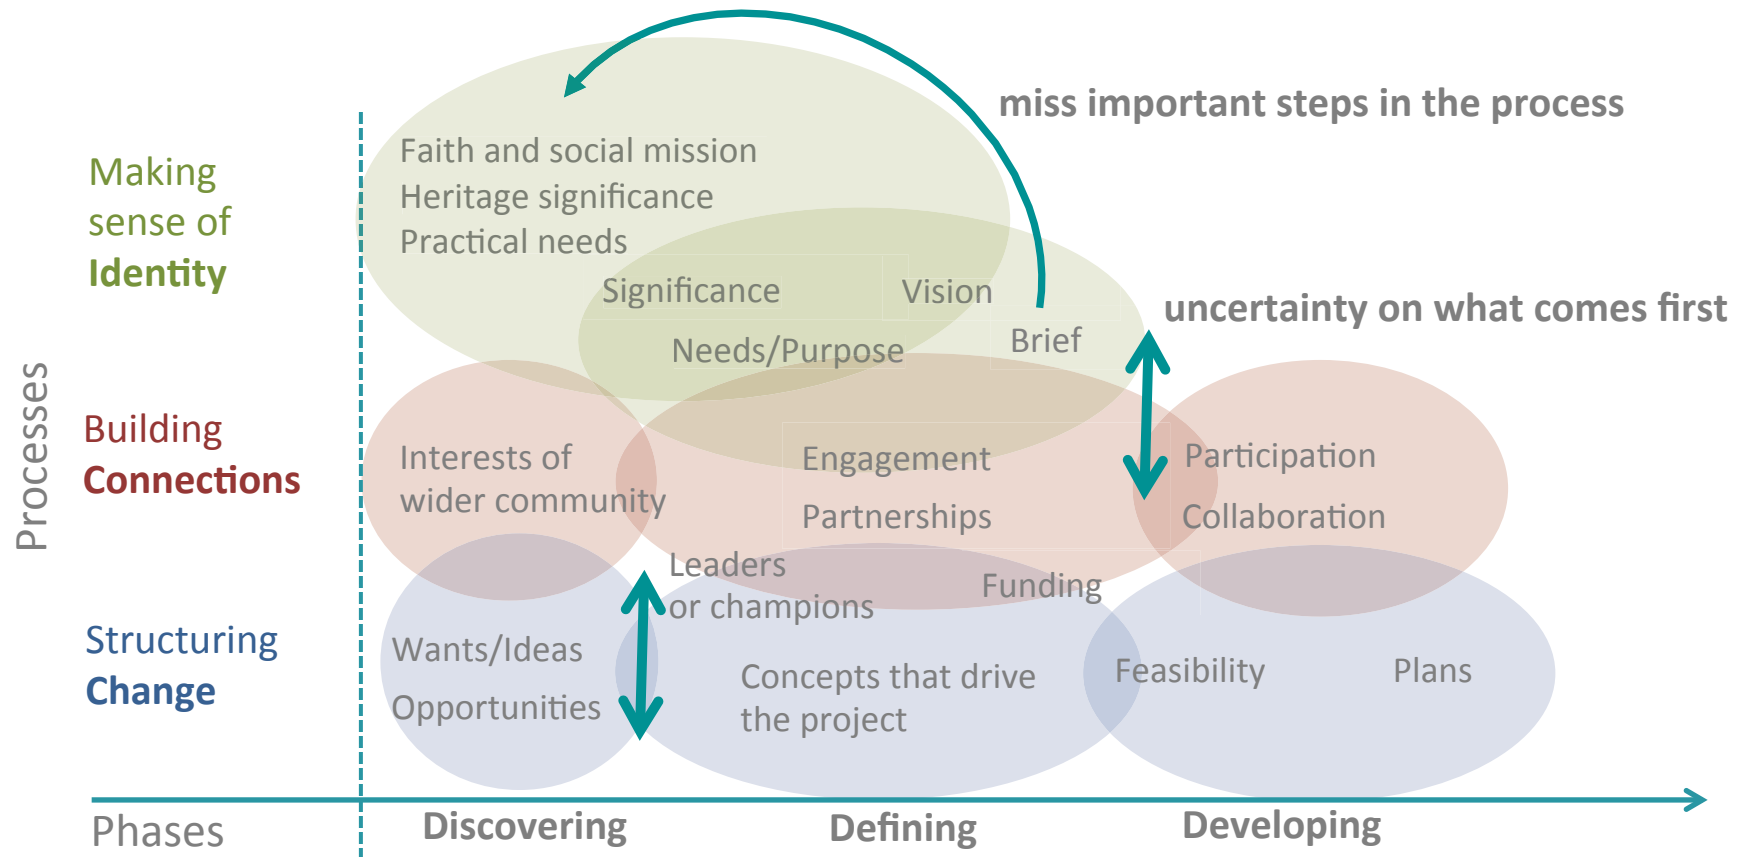 miss important steps in the process
Faith and social mission
Heritage significance
Practical needs
Making
sense of
Identity
Significance
Vision
uncertainty on what comes first
Needs/Purpose
Brief
Processes
Building
Connections
Interests of
wider community
Engagement
Partnerships
Participation
Collaboration
Leaders
or champions
Funding
Structuring
Change
Wants/Ideas
Opportunities
Concepts that drive
the project
Feasibility
Plans
Phases
Discovering
Defining
Developing